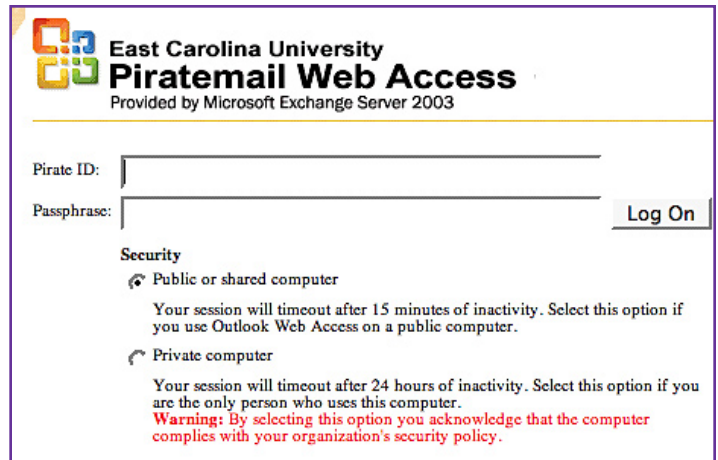 East Carolina University
Piratemail Web Access
Provided by Microsoft Exchange Server 2003
Pirate ID:
Passphrase:
Log On
Security
Public or shared computer
Your session will timeout after 15 minutes of inactivity. Select this option if
you use Outlook Web Access on a public computer.
Private computer
Your session will timeout after 24 hours of inactivity. Select this option if you
are the only person who uses this computer.
Warning: By selecting this option you acknowledge that the computer
complies with your organization's security policy.